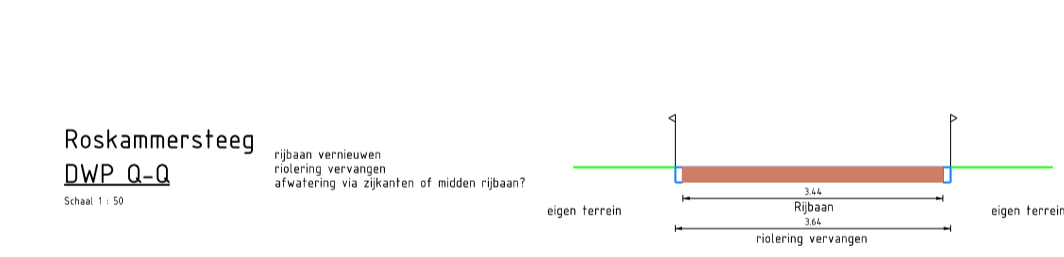 Roskammersteeg
DWP Q-Q
Schaal 1 : 50
rijbaan vernieuwen
riolering vervangen
afwatering via zijkanten of midden rijbaan?
eigen terrein
3.44
Rijbaan
3.64
riolering vervangen
eigen terrein